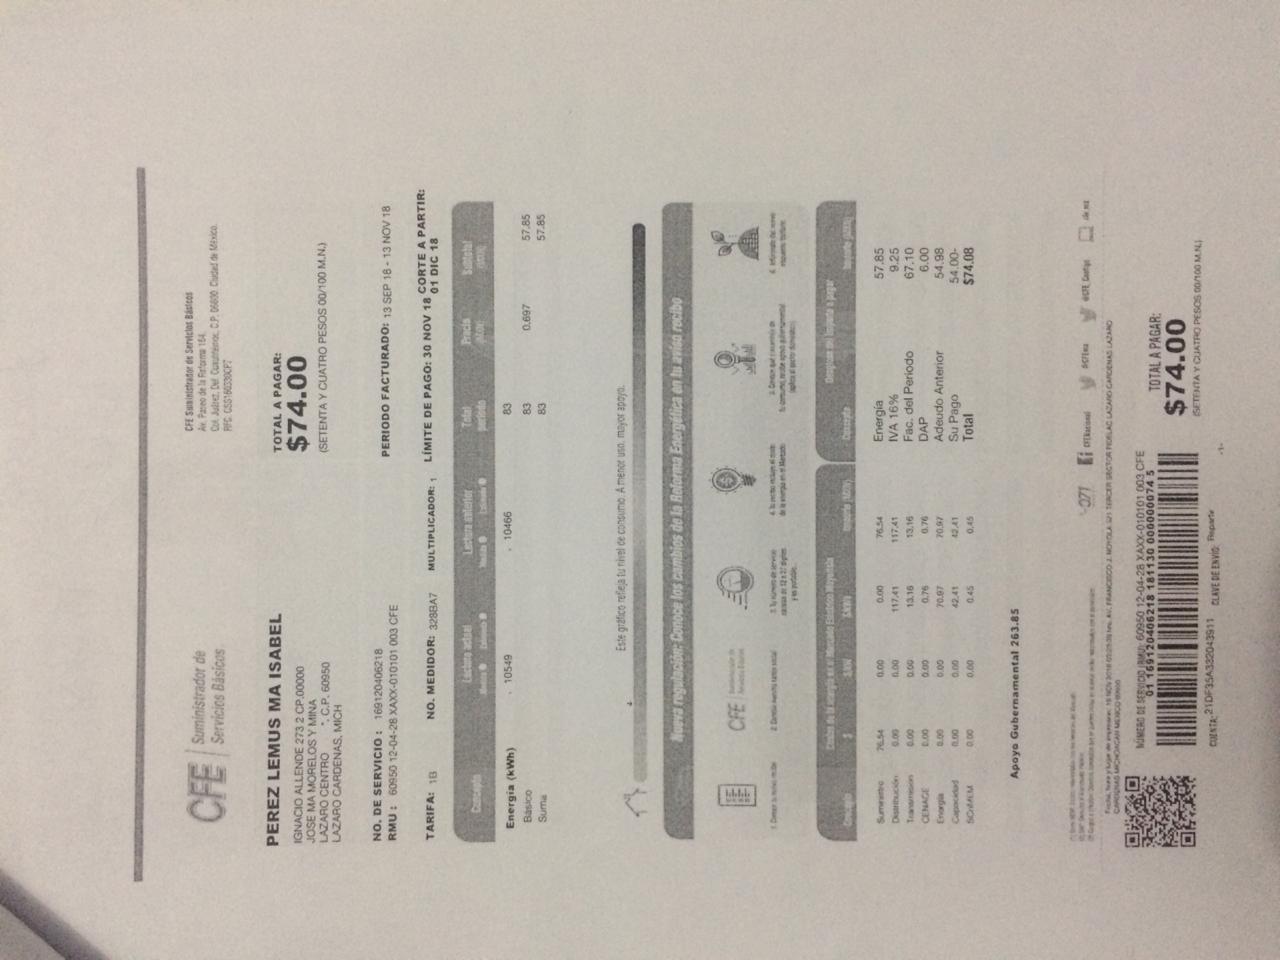 CFE Suministrador de
Servicios Básicos
CFE Suministrador de Servicios Básicos
Av. Paseo de la Reforma 164,
Col. Juárez, Del. Cuauhtémoc, C.P. 06600. Ciudad de México.
RFC: CSS160330CP7
PEREZ LEMUS MA ISABEL
IGNACIO ALLENDE 273 2 CP.00000
JOSE MA MORELOS Y MINA
LAZARO CENTRO *. C.P. 60950
LAZARO CARDENAS, MICH
TOTAL A PAGAR:
$74.00
(SETENTA Y CUATRO PESOS 00/100 M.N.)
NO. DE SERVICIO : 169120406218
RMU : 60950 12-04-28 XAXX-010101 003 CFE
PERIODO FACTURADO: 13 SEP 18 - 13 NOV 18
TARIFA: 1B NO. MEDIDOR: 328BA7 MULTIPLICADOR: 1 LÍMITE DE PAGO: 30 NOV 18 CORTE A PARTIR:
01 DIC 18
Concepto Lectura actual Lectura anterior Total periodo Precio (MXN) Subtotal (MXN)
Medida Estimada Medida Estimada
Energía (kWh) 10549 10466 83
Básico 83 0.697 57.85
Suma 83 57.85
Este gráfico refleja tu nivel de consumo. A menor uso, mayor apoyo.
Nueva regulación: Conoce los cambios de la Reforma Energética en tu aviso recibo
CFE Suministrador de
Servicios Básicos
1. Conoce tu nuevo recibo
2. Cambia nuestra razón social
3. Tu número de servicio
cambia de 12 a 27 dígitos
y es portable.
4. Tu recibo incluye el costo
de la energía en el Mercado
5. Conoce qué
tu consumo, recibe apoyo gubernamental
(aplica al sector doméstico)
6. Infórmate del nuevo
esquema tarifario
Costos de la energía en el Mercado Eléctrico Mayorista
Concepto $ $/kW $/kWh Importe (MXN)
Suministro 76.54 0.00 0.00 76.54
Distribución 0.00 0.00 117.41 117.41
Transmisión 0.00 0.00 13.16 13.16
CENACE 0.00 0.00 0.76 0.76
Energía 0.00 0.00 70.97 70.97
Capacidad 0.00 0.00 42.41 42.41
SCnMEM 0.00 0.00 0.45 0.45
Desglose del importe a pagar
Concepto Importe (MXN)
Energía 57.85
IVA 16% 9.25
Fac. del Periodo 67.10
DAP 6.00
Adeudo Anterior 54.98
Su Pago 54.00-
Total $74.08
Apoyo Gubernamental 263.85
071 CFENacional @CFEmx @CFE_Contigo cfe.mx
Fecha, hora y lugar de impresión: NOV 2018 hrs. AV. FRANCISCO J. NOYOLA TERCER SECTOR FIDELAC LAZARO CARDENAS LAZARO
CARDENAS MICHOACAN MEXICO
NÚMERO DE SERVICIO (RMU): 60950 12-04-28 XAXX-010101 003 CFE
01 169120406218 181130 000000074 5
CUENTA: 21DF35A332043911 CLAVE DE ENVIO: Repartir
TOTAL A PAGAR:
$74.00
(SETENTA Y CUATRO PESOS 00/100 M.N.)
-1-